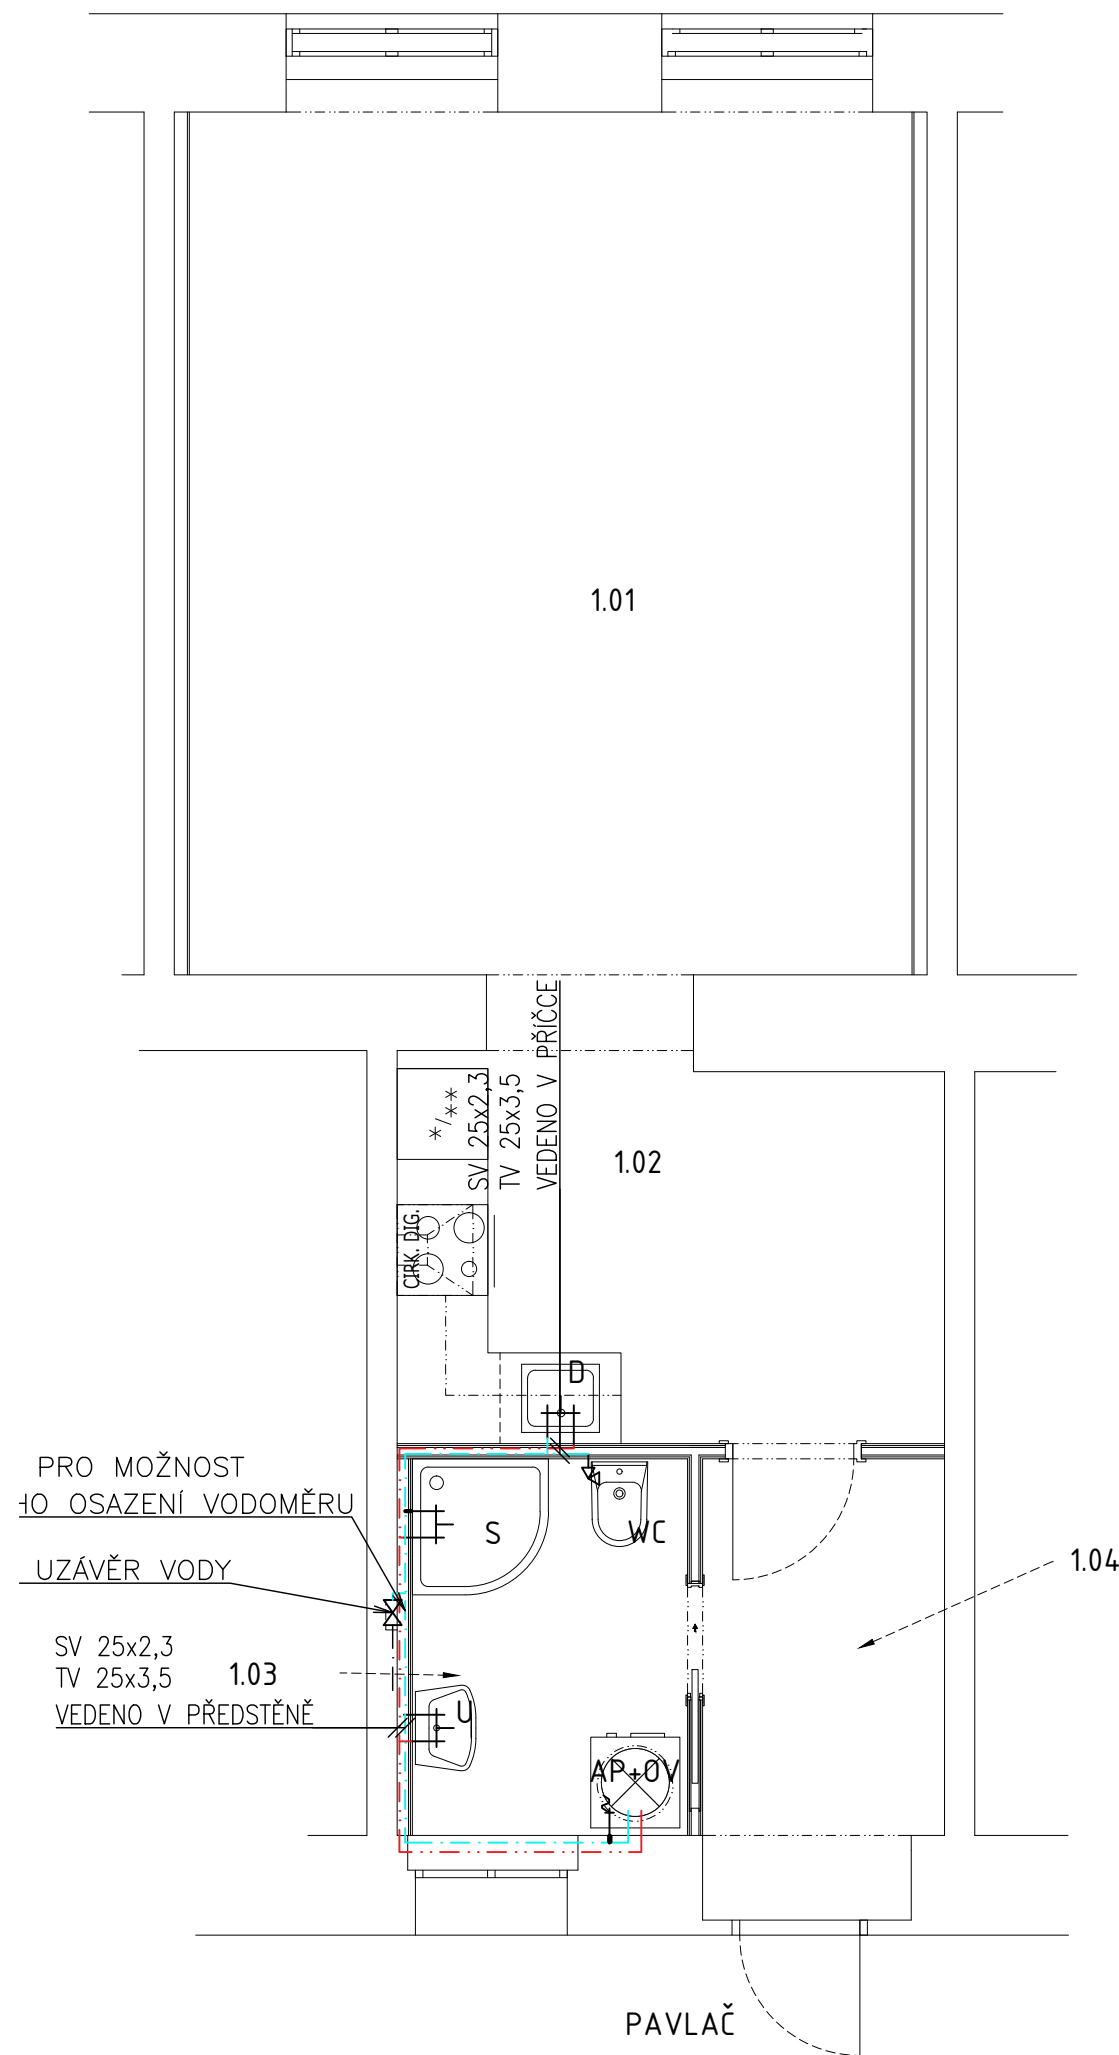 1.01
SV 25x2,3
TV 25x3,5
VEDENO V PŘÍČCE
*/**
1.02
CIRK. DIG.
D
PRO MOŽNOST
OSAZENÍ VODOMĚRU
S
WC
UZÁVĚR VODY
1.04
SV 25x2,3
TV 25x3,5
1.03
VEDENO V PŘEDSTĚNĚ
U
AP+OV
PAVLAČ